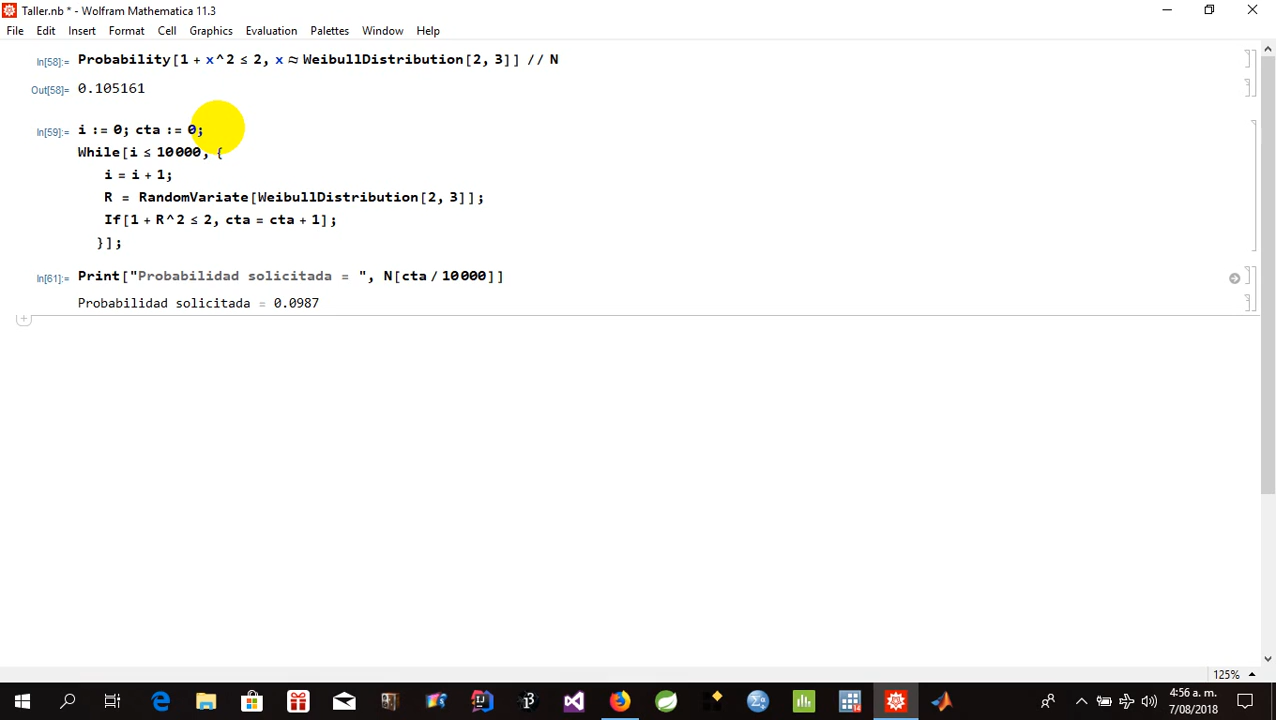 Taller.nb * - Wolfram Mathematica 11.3
File Edit Insert Format Cell Graphics Evaluation Palettes Window Help
In[58]:= Probability[1 + x^2 ≤ 2, x ≈ WeibullDistribution[2, 3]] // N
Out[58]= 0.105161
In[59]:= i := 0; cta := 0;
While[i ≤ 10000, {
i = i + 1;
R = RandomVariate[WeibullDistribution[2, 3]];
If[1 + R^2 ≤ 2, cta = cta + 1];
}];
In[61]:= Print["Probabilidad solicitada = ", N[cta / 10000]]
Probabilidad solicitada = 0.0987
125%
4:56 a. m.
7/08/2018